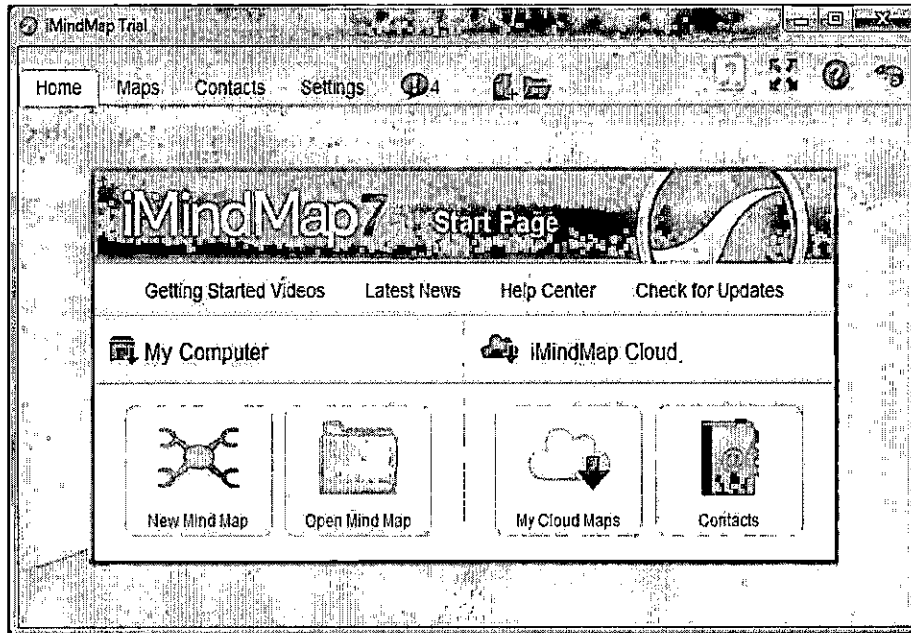 iMindMap Trial
Home Maps Contacts Settings 4
iMindMap7 Start Page
Getting Started Videos Latest News Help Center Check for Updates
My Computer iMindMap Cloud
New Mind Map Open Mind Map My Cloud Maps Contacts